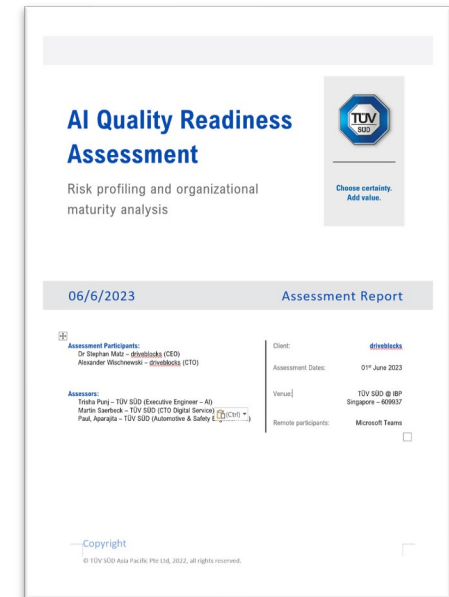 AI Quality Readiness
Assessment
Risk profiling and organizational
maturity analysis
TÜV
SÜD
Choose certainty.
Add value.
06/6/2023
Assessment Report
Assessment Participants:
Dr Stephan Matz – driveblocks (CEO)
Alexander Wischnewski – driveblocks (CTO)
Assessors:
Trisha Punj – TÜV SÜD (Executive Engineer – AI)
Martin Saerbeck – TÜV SÜD (CTO Digital Service)
Paul, Aparajita – TÜV SÜD (Automotive & Safety
(Ctrl)
Client: driveblocks
Assessment Dates: 01st June 2023
Venue: TÜV SÜD @ IBP
Singapore – 609937
Remote participants: Microsoft Teams
Copyright
© TÜV SÜD Asia Pacific Pte Ltd, 2022, all rights reserved.